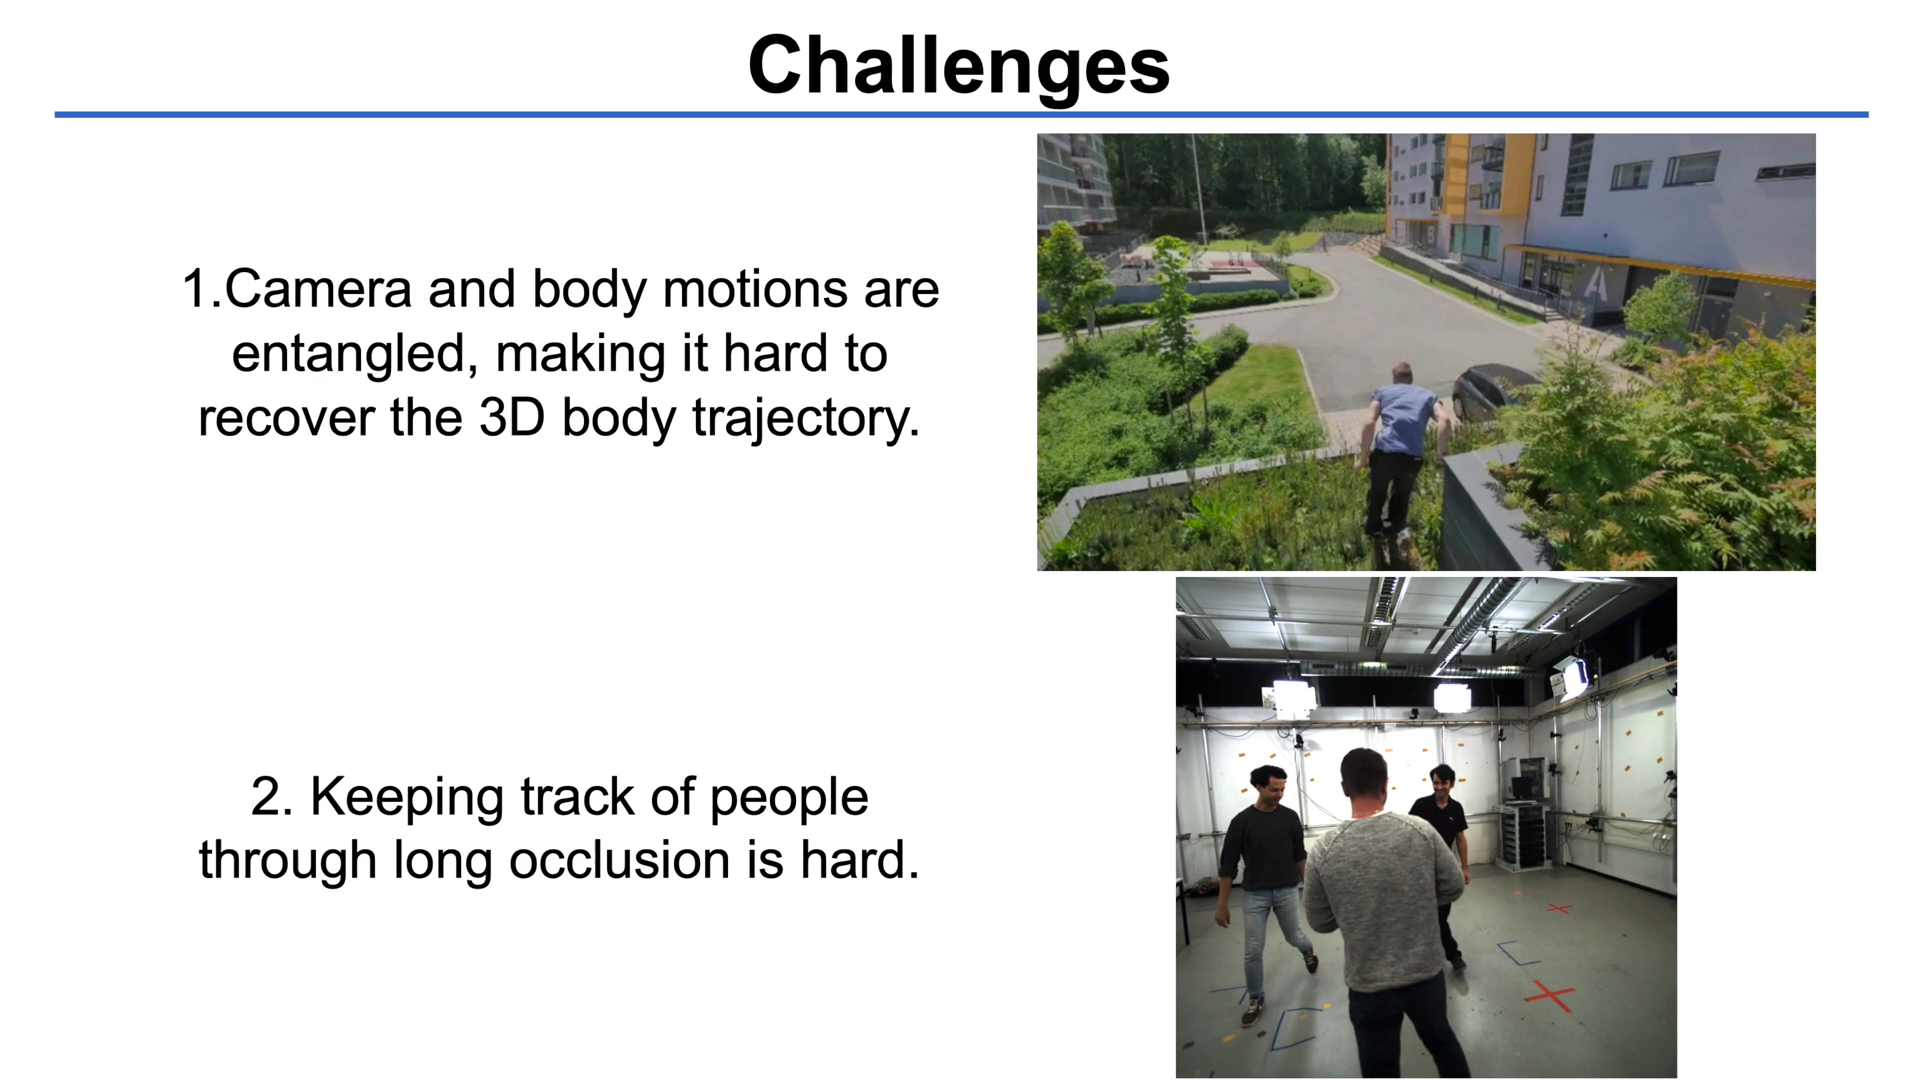 Challenges
1.Camera and body motions are
entangled, making it hard to
recover the 3D body trajectory.
A
2. Keeping track of people
through long occlusion is hard.